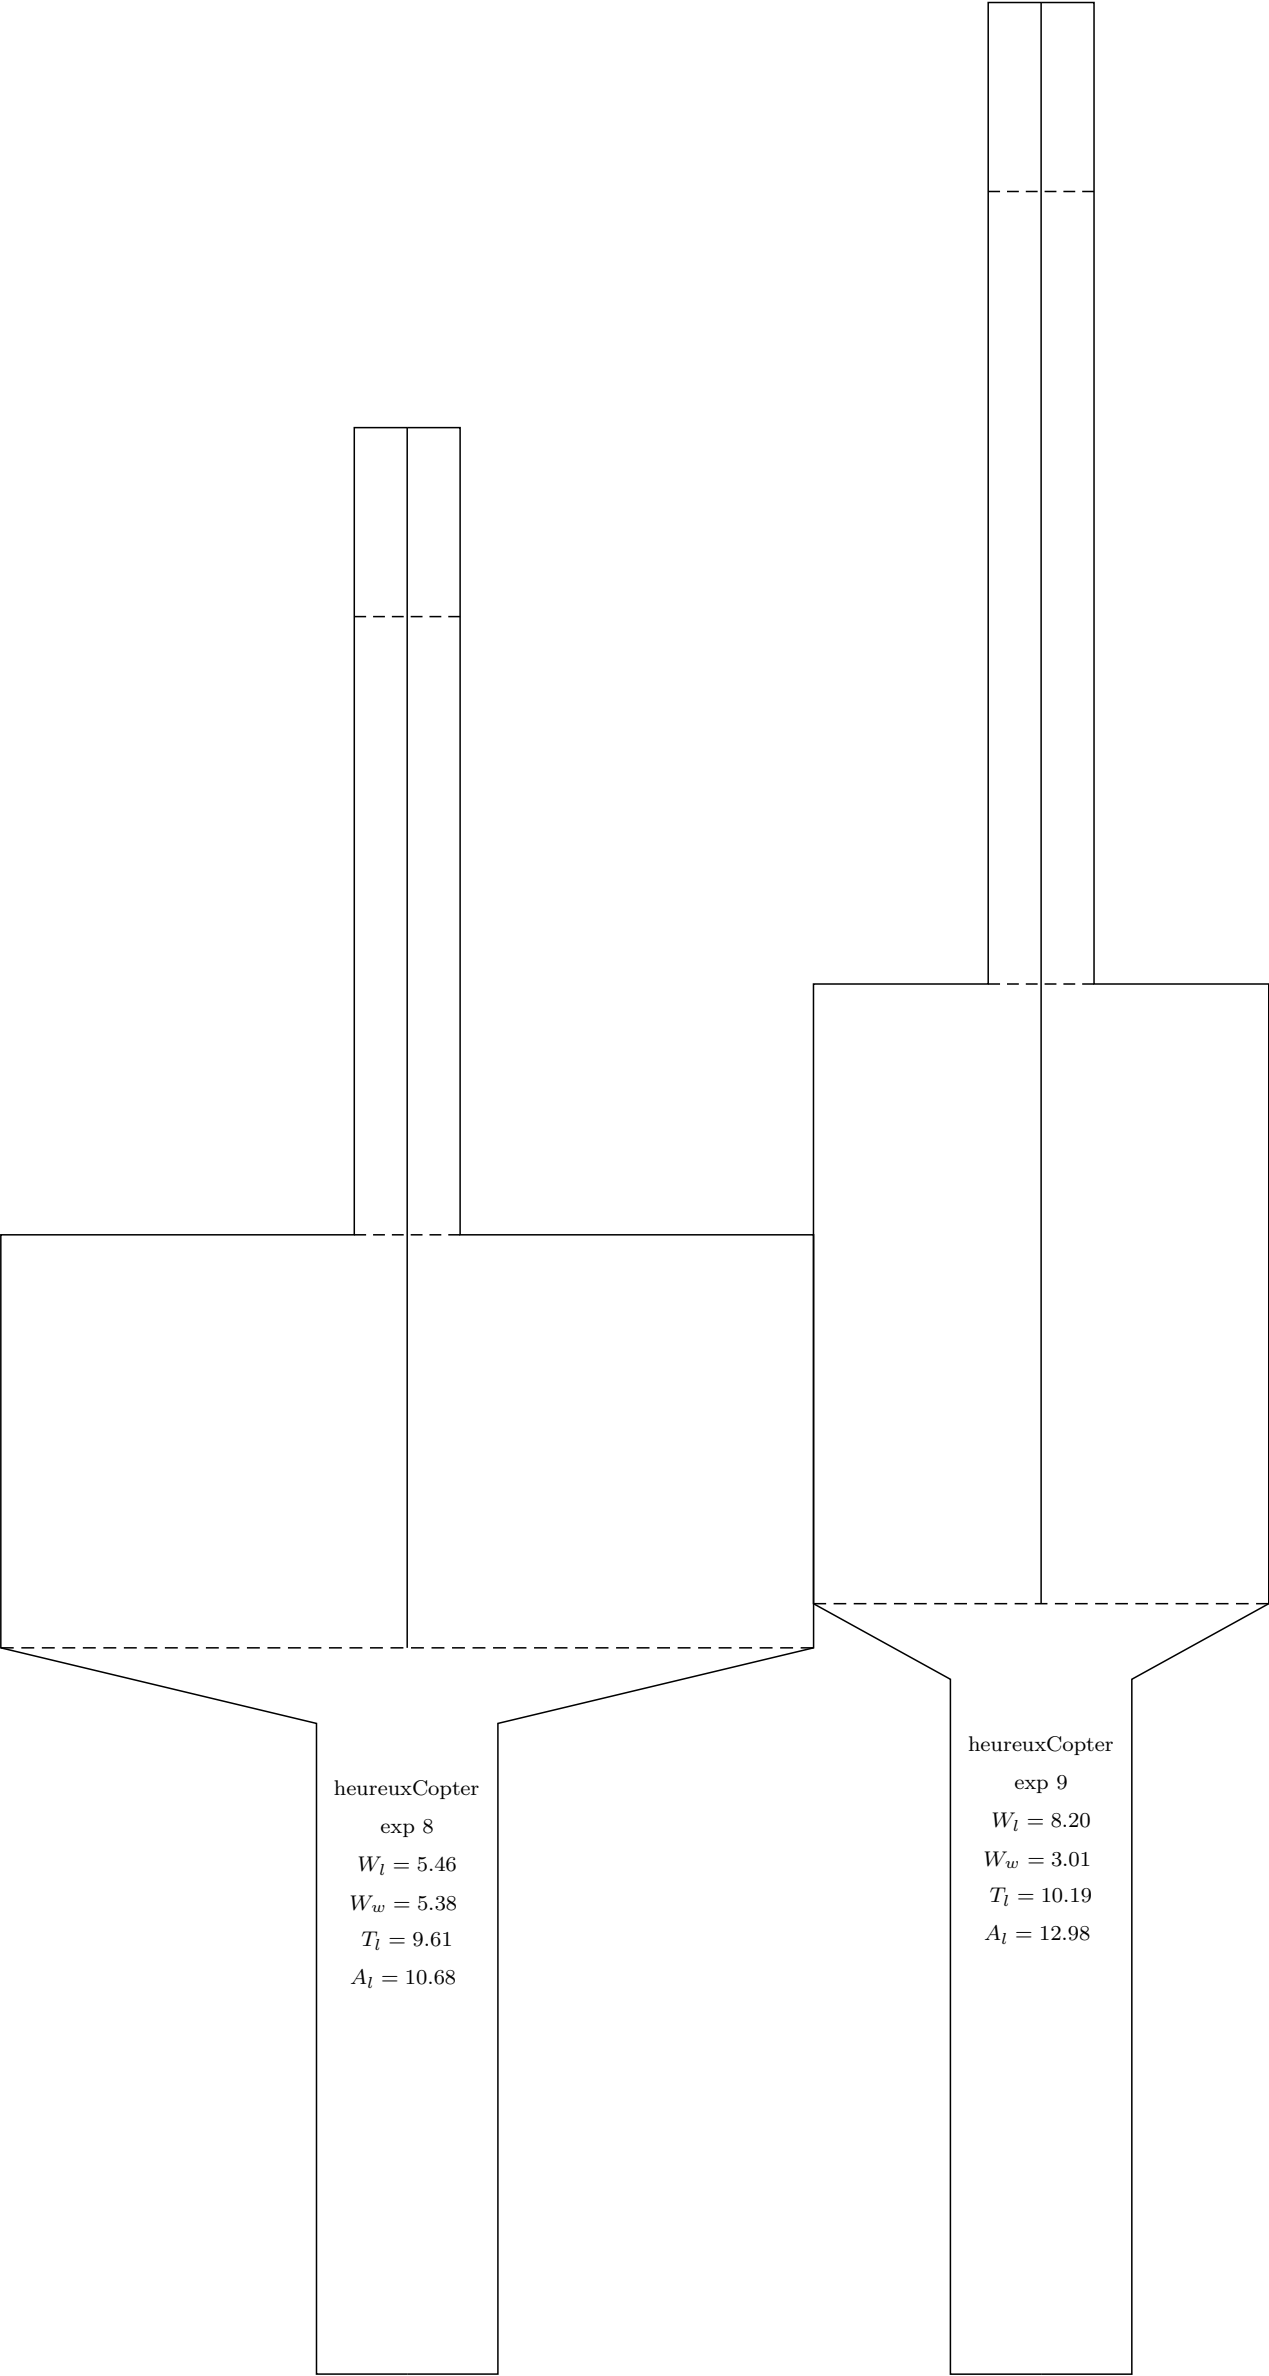 heureuxCopter
exp 8
W_l = 5.46
W_w = 5.38
T_l = 9.61
A_l = 10.68
heureuxCopter
exp 9
W_l = 8.20
W_w = 3.01
T_l = 10.19
A_l = 12.98